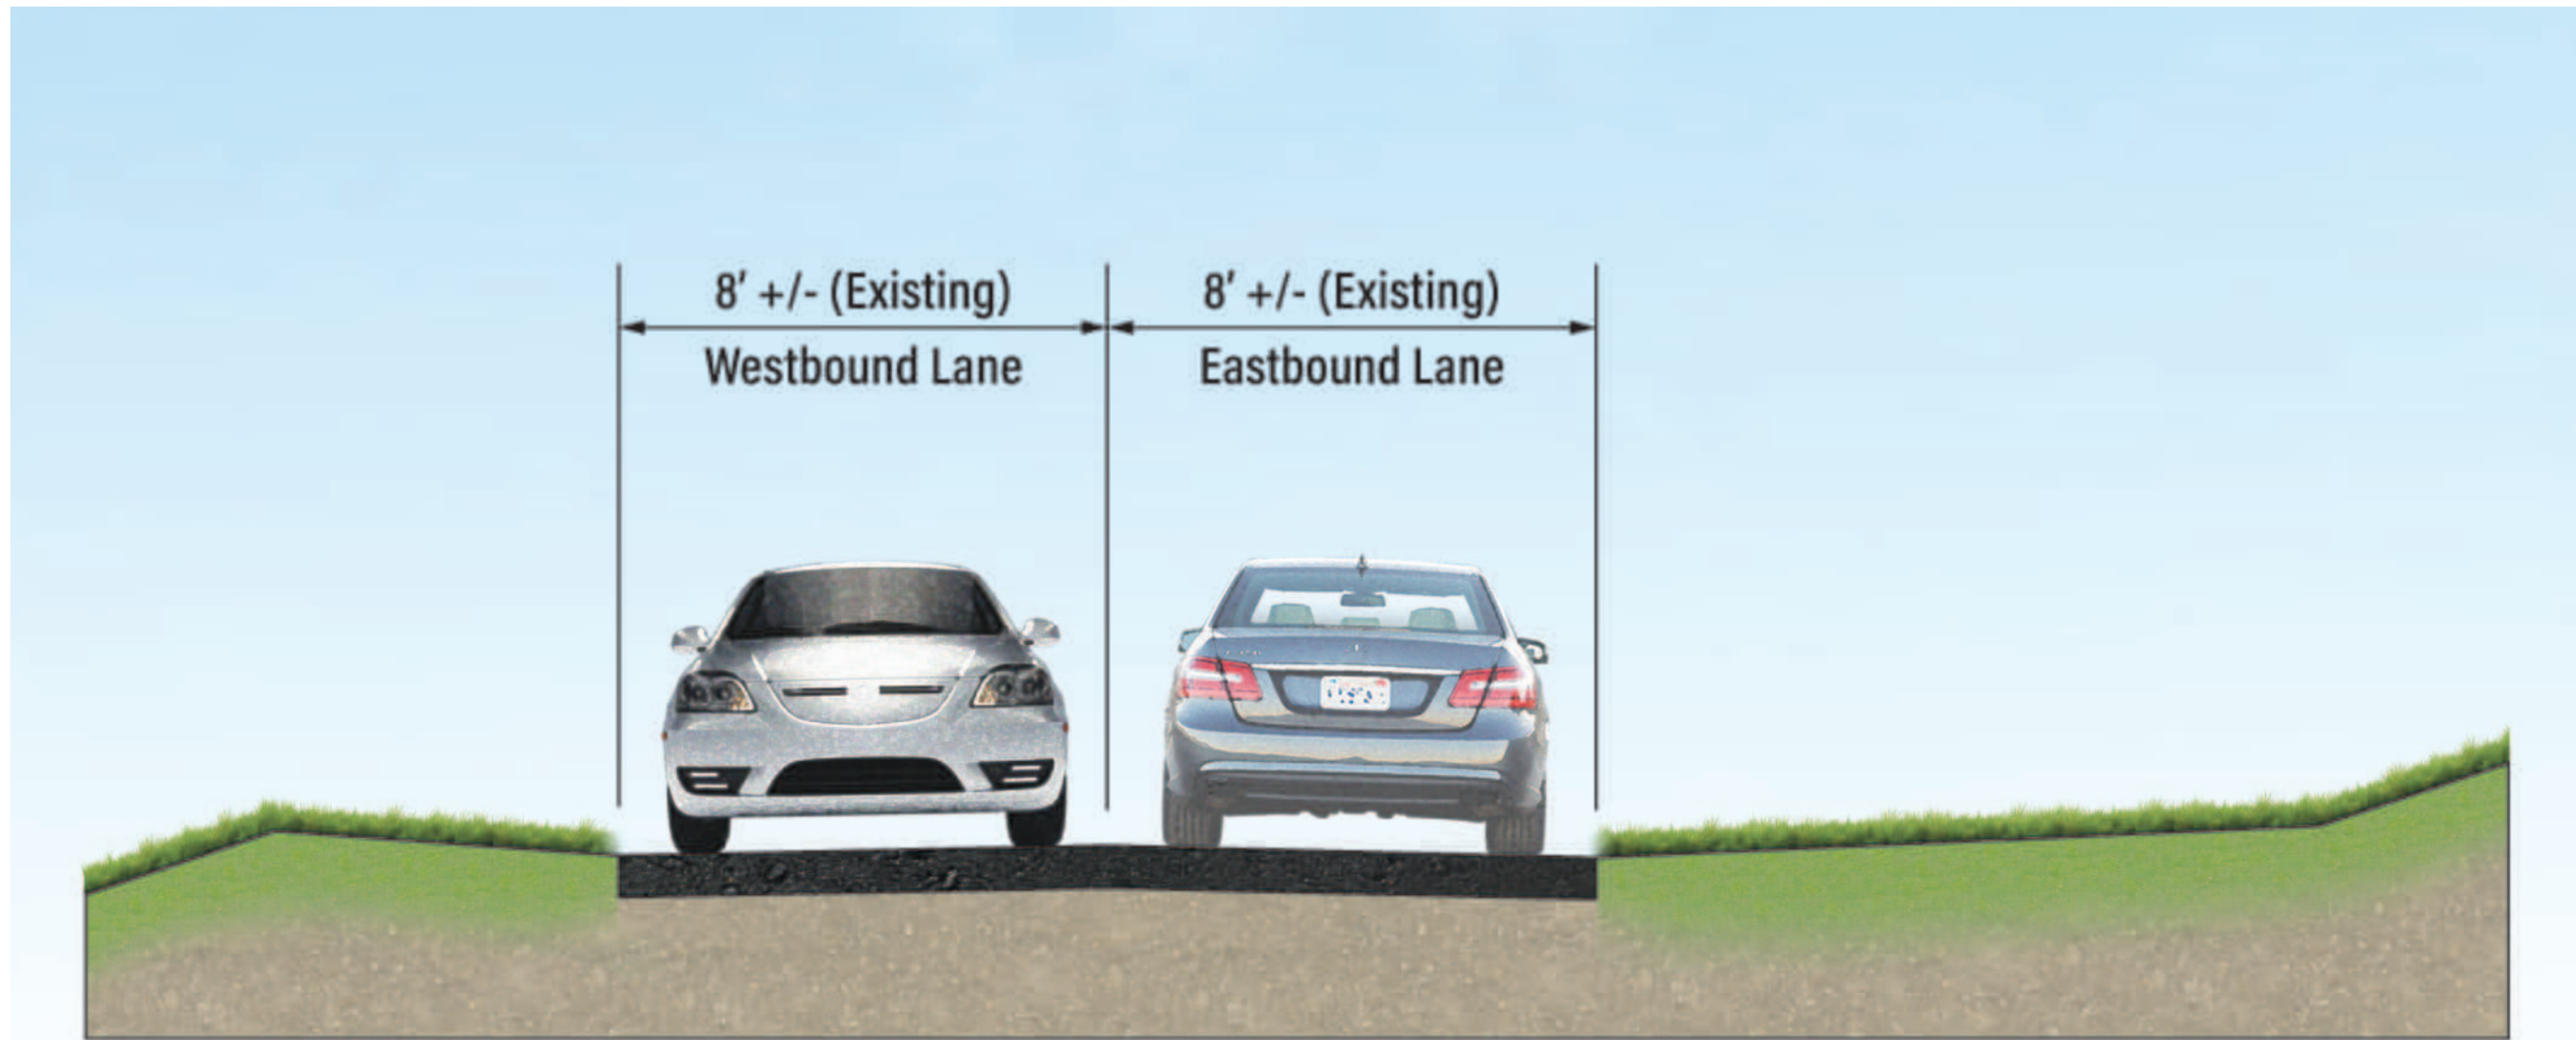 8' +/- (Existing)
8' +/- (Existing)
Westbound Lane
Eastbound Lane